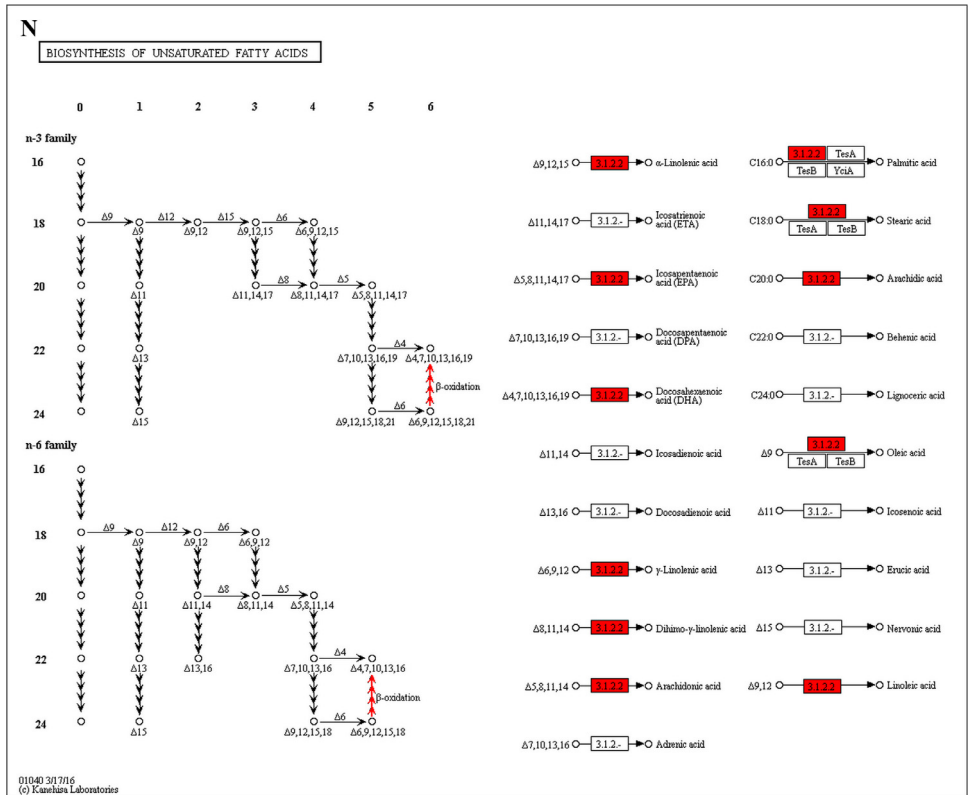 N
BIOSYNTHESIS OF UNSATURATED FATTY ACIDS
0 1 2 3 4 5 6
n-3 family
16
Δ9 Δ12 Δ15 Δ6
18
Δ9 Δ9,12 Δ9,12,15 Δ6,9,12,15
Δ8 Δ5
20
Δ11 Δ11,14,17 Δ8,11,14,17 Δ5,8,11,14,17
Δ4
22
Δ13 Δ7,10,13,16,19 Δ4,7,10,13,16,19
β-oxidation
Δ6
24
Δ15 Δ9,12,15,18,21 Δ6,9,12,15,18,21
n-6 family
16
Δ9 Δ12 Δ6
18
Δ9 Δ9,12 Δ6,9,12
Δ8 Δ5
20
Δ11 Δ11,14 Δ8,11,14 Δ5,8,11,14
Δ4
22
Δ13 Δ13,16 Δ7,10,13,16 Δ4,7,10,13,16
β-oxidation
Δ6
24
Δ15 Δ9,12,15,18 Δ6,9,12,15,18
Δ9,12,15 3.1.2.2 α-Linolenic acid
Δ11,14,17 3.1.2.- Icosatrienoic
acid (ETA)
Δ5,8,11,14,17 3.1.2.2 Icosapentaenoic
acid (EPA)
Δ7,10,13,16,19 3.1.2.- Docosapentaenoic
acid (DPA)
Δ4,7,10,13,16,19 3.1.2.2 Docosahexaenoic
acid (DHA)
Δ11,14 3.1.2.- Icosadienoic acid
Δ13,16 3.1.2.- Docosadienoic acid
Δ6,9,12 3.1.2.2 γ-Linolenic acid
Δ8,11,14 3.1.2.2 Dihimo-γ-linolenic acid
Δ5,8,11,14 3.1.2.2 Arachidonic acid
Δ7,10,13,16 3.1.2.- Adrenic acid
3.1.2.2 TesA
C16:0 Palmitic acid
TesB YciA
3.1.2.2
C18:0 Stearic acid
TesA TesB
C20:0 3.1.2.2 Arachidic acid
C22:0 3.1.2.- Behenic acid
C24:0 3.1.2.- Lignoceric acid
3.1.2.2
Δ9 Oleic acid
TesA TesB
Δ11 3.1.2.- Icosenoic acid
Δ13 3.1.2.- Erucic acid
Δ15 3.1.2.- Nervonic acid
Δ9,12 3.1.2.2 Linoleic acid
01040 3/17/16
(c) Kanehisa Laboratories